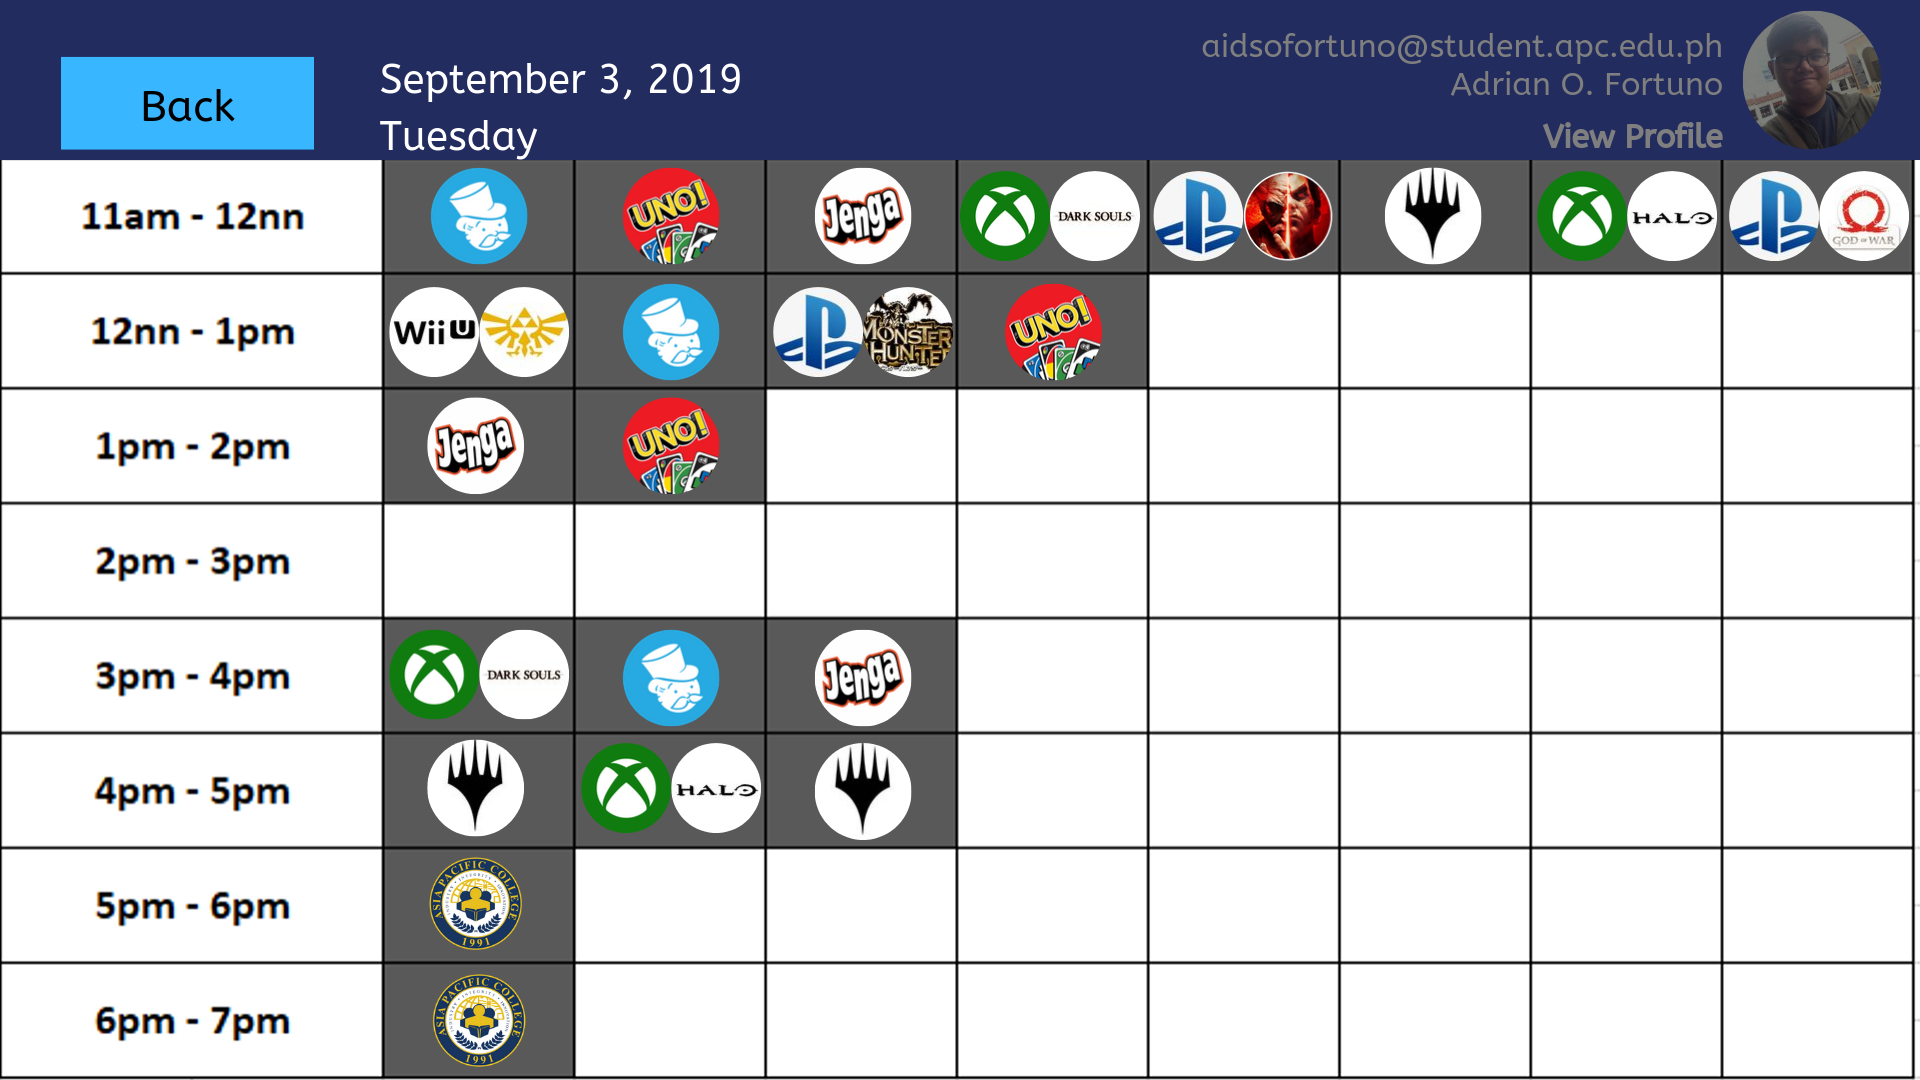 aidsofortuno@student.apc.edu.ph
Adrian O. Fortuno
View Profile
Back
September 3, 2019
Tuesday
11am - 12nn
UNO!
Jenga
DARK SOULS
HALO
GOD OF WAR
12nn - 1pm
Wii U
MONSTER
HUNTER
UNO!
1pm - 2pm
Jenga
UNO!
2pm - 3pm
3pm - 4pm
DARK SOULS
Jenga
4pm - 5pm
HALO
5pm - 6pm
ASIA PACIFIC COLLEGE
1991
6pm - 7pm
ASIA PACIFIC COLLEGE
1991